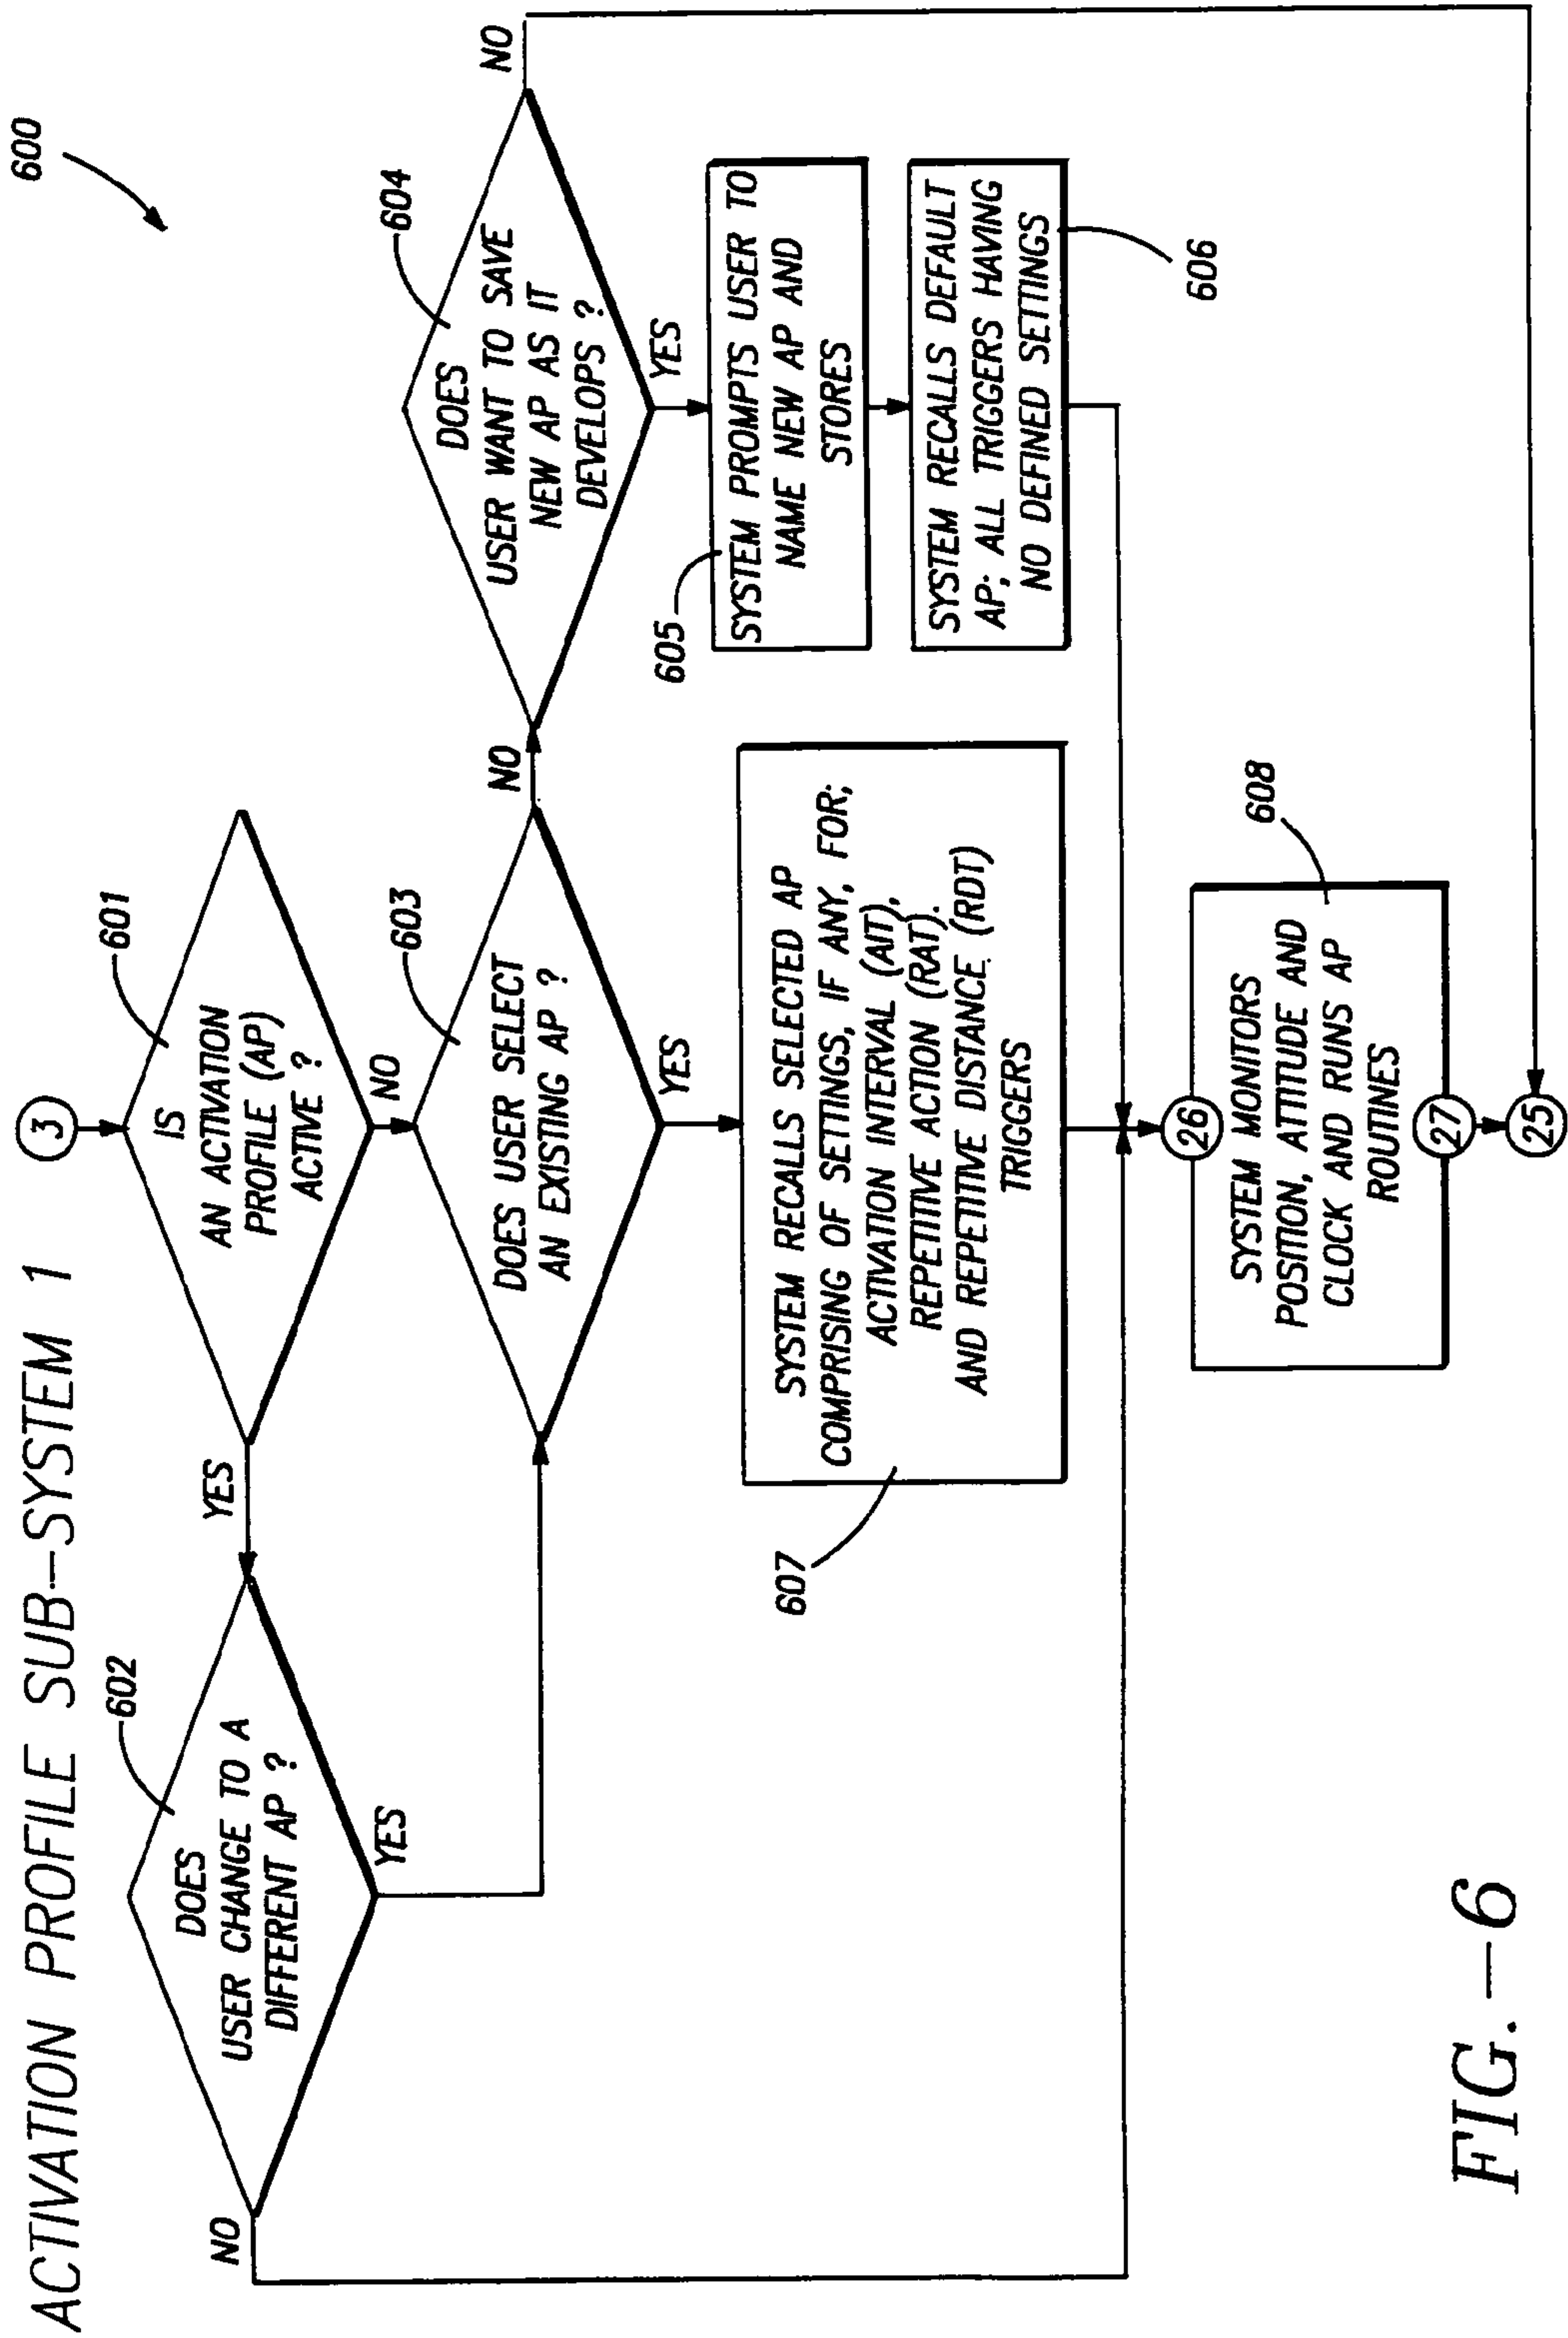 ACTIVATION PROFILE SUB-SYSTEM 1
600
3
601
IS
AN ACTIVATION
PROFILE (AP)
ACTIVE ?
YES
NO
602
DOES
USER CHANGE TO A
DIFFERENT AP ?
NO
YES
603
DOES USER SELECT
AN EXISTING AP ?
NO
YES
604
DOES
USER WANT TO SAVE
NEW AP AS IT
DEVELOPS ?
NO
YES
605
SYSTEM PROMPTS USER TO
NAME NEW AP AND
STORES
SYSTEM RECALLS DEFAULT
AP; ALL TRIGGERS HAVING
NO DEFINED SETTINGS
606
607
SYSTEM RECALLS SELECTED AP
COMPRISING OF SETTINGS, IF ANY, FOR;
ACTIVATION INTERVAL (AIT),
REPETITIVE ACTION (RAT).
AND REPETITIVE DISTANCE. (RDT)
TRIGGERS
26
608
SYSTEM MONITORS
POSITION, ATTITUDE AND
CLOCK AND RUNS AP
ROUTINES
27
25
FIG.-6